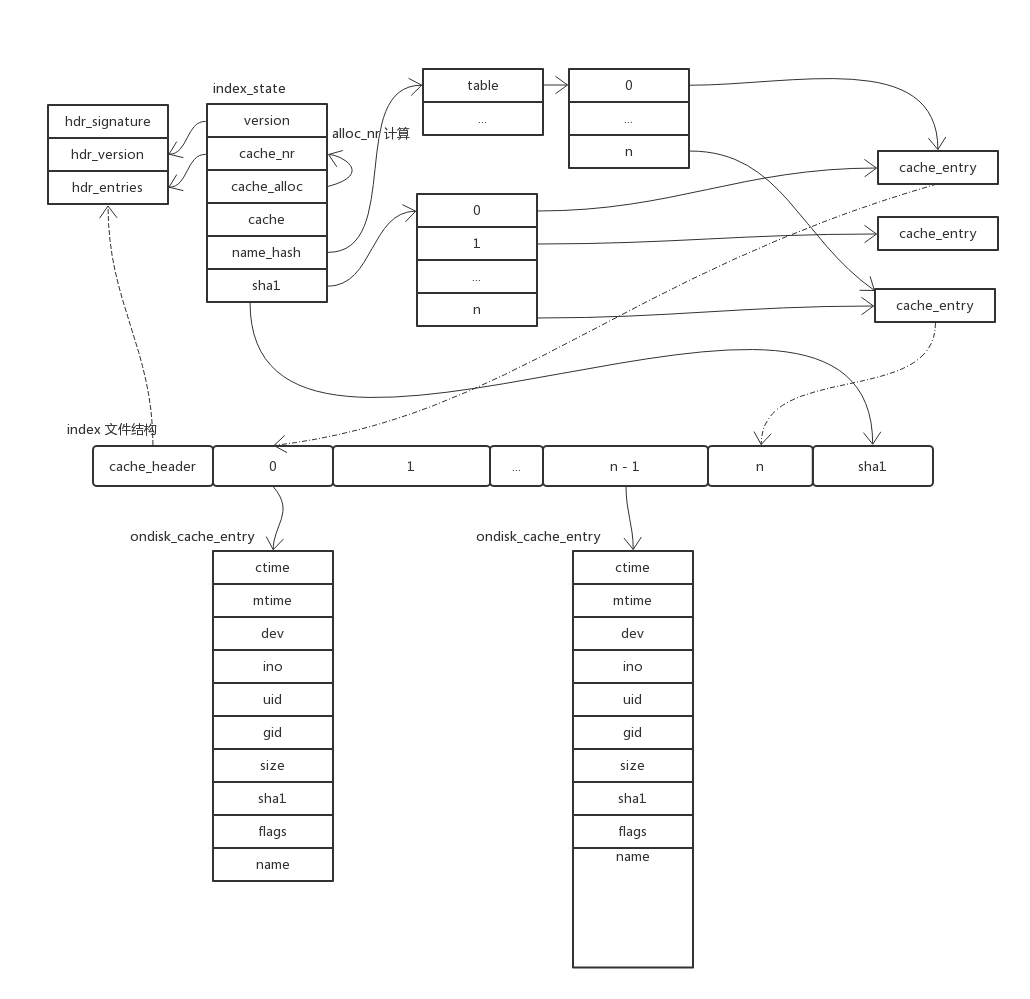 index_state
hdr_signature
hdr_version
hdr_entries
version
cache_nr
cache_alloc
cache
name_hash
sha1
alloc_nr 计算
table
...
0
...
n
0
1
...
n
cache_entry
cache_entry
cache_entry
index 文件结构
cache_header
0
1
...
n - 1
n
sha1
ondisk_cache_entry
ctime
mtime
dev
ino
uid
gid
size
sha1
flags
name
ondisk_cache_entry
ctime
mtime
dev
ino
uid
gid
size
sha1
flags
name